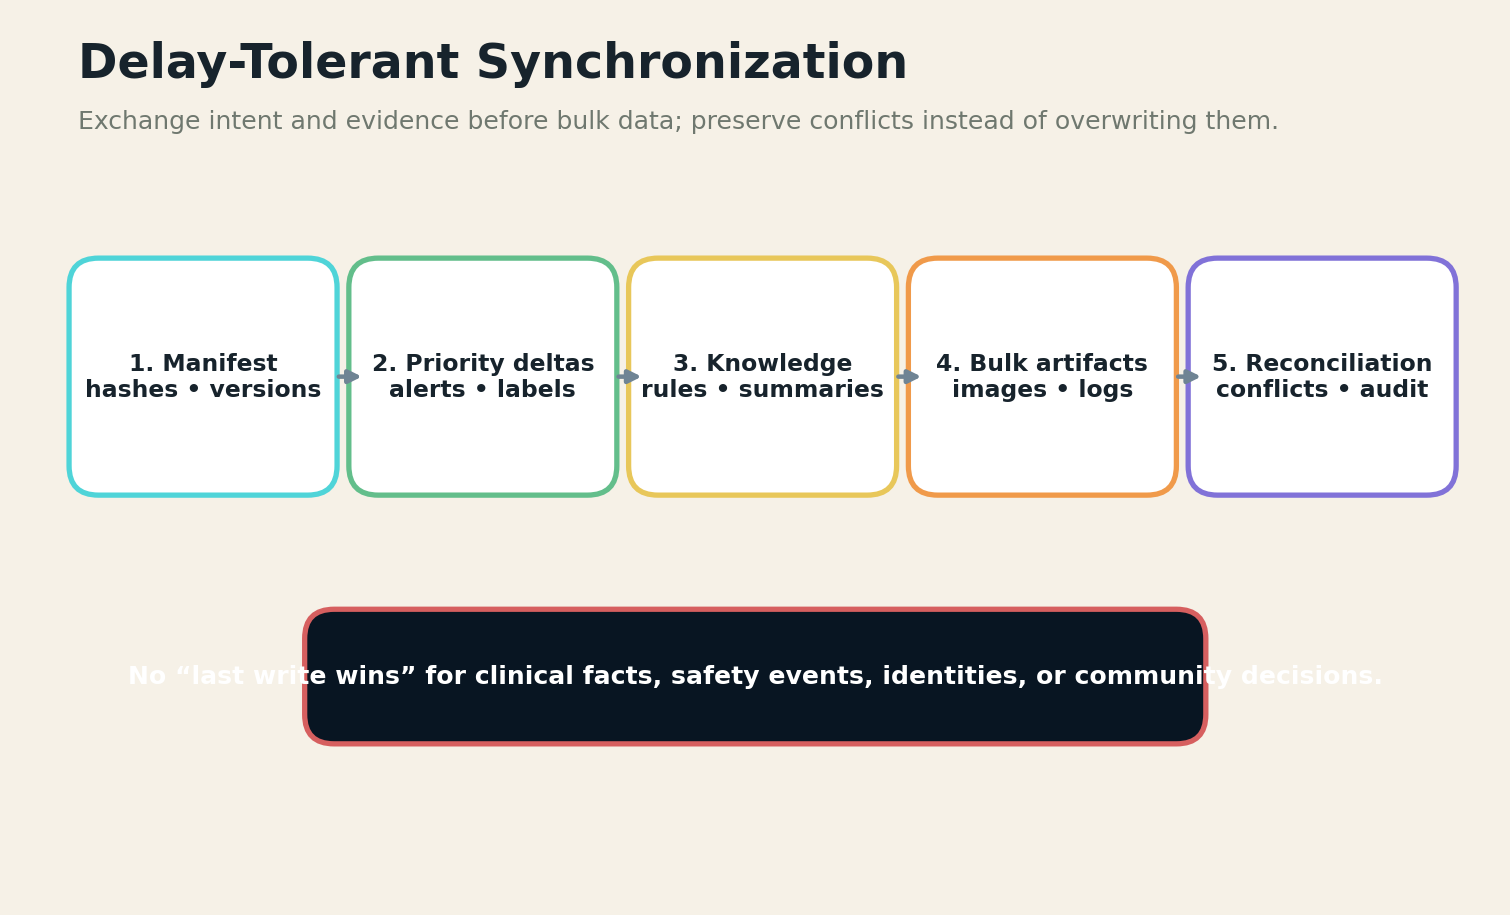 Delay-Tolerant Synchronization
Exchange intent and evidence before bulk data; preserve conflicts instead of overwriting them.
1. Manifest
hashes • versions
2. Priority deltas
alerts • labels
3. Knowledge
rules • summaries
4. Bulk artifacts
images • logs
5. Reconciliation
conflicts • audit
No “last write wins” for clinical facts, safety events, identities, or community decisions.